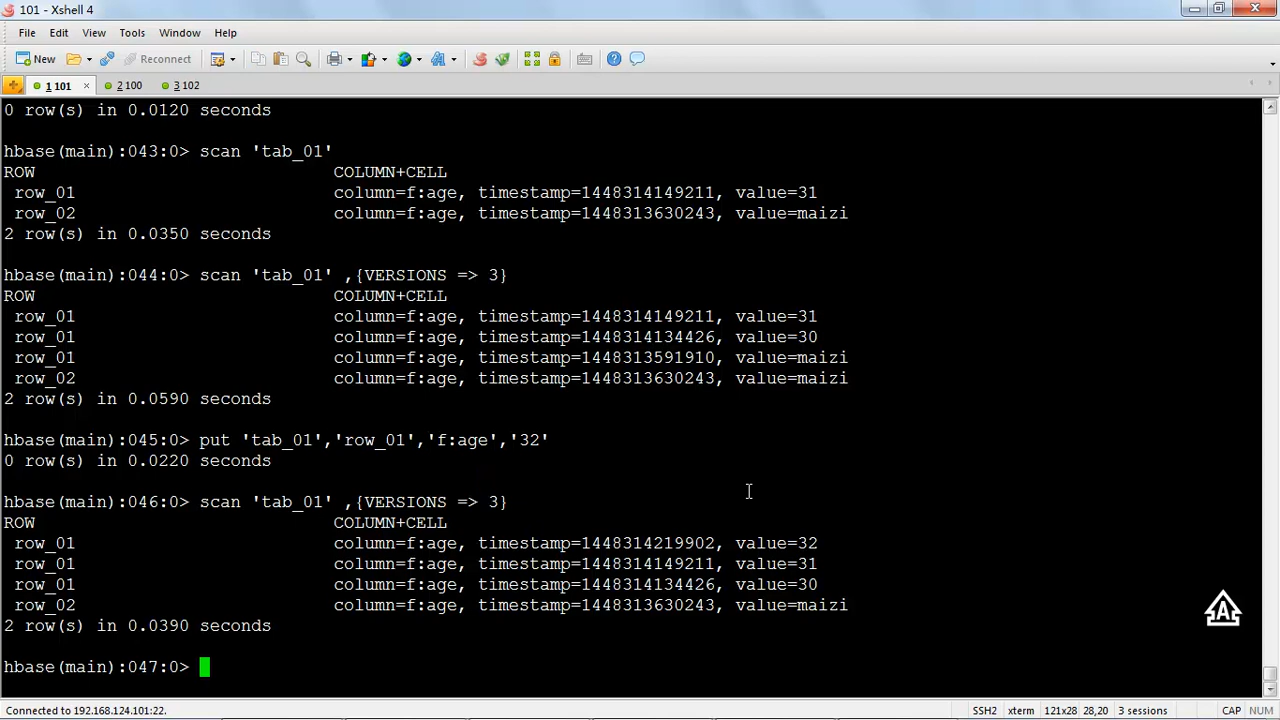 101 - Xshell 4
File Edit View Tools Window Help
New Reconnect
1 101 2 100 3 102
0 row(s) in 0.0120 seconds
hbase(main):043:0> scan 'tab_01'
ROW COLUMN+CELL
row_01 column=f:age, timestamp=1448314149211, value=31
row_02 column=f:age, timestamp=1448313630243, value=maizi
2 row(s) in 0.0350 seconds
hbase(main):044:0> scan 'tab_01' ,{VERSIONS => 3}
ROW COLUMN+CELL
row_01 column=f:age, timestamp=1448314149211, value=31
row_01 column=f:age, timestamp=1448314134426, value=30
row_01 column=f:age, timestamp=1448313591910, value=maizi
row_02 column=f:age, timestamp=1448313630243, value=maizi
2 row(s) in 0.0590 seconds
hbase(main):045:0> put 'tab_01','row_01','f:age','32'
0 row(s) in 0.0220 seconds
hbase(main):046:0> scan 'tab_01' ,{VERSIONS => 3}
ROW COLUMN+CELL
row_01 column=f:age, timestamp=1448314219902, value=32
row_01 column=f:age, timestamp=1448314149211, value=31
row_01 column=f:age, timestamp=1448314134426, value=30
row_02 column=f:age, timestamp=1448313630243, value=maizi
2 row(s) in 0.0390 seconds
hbase(main):047:0>
A
Connected to 192.168.124.101:22. SSH2 xterm 121x28 28,20 3 sessions CAP NUM